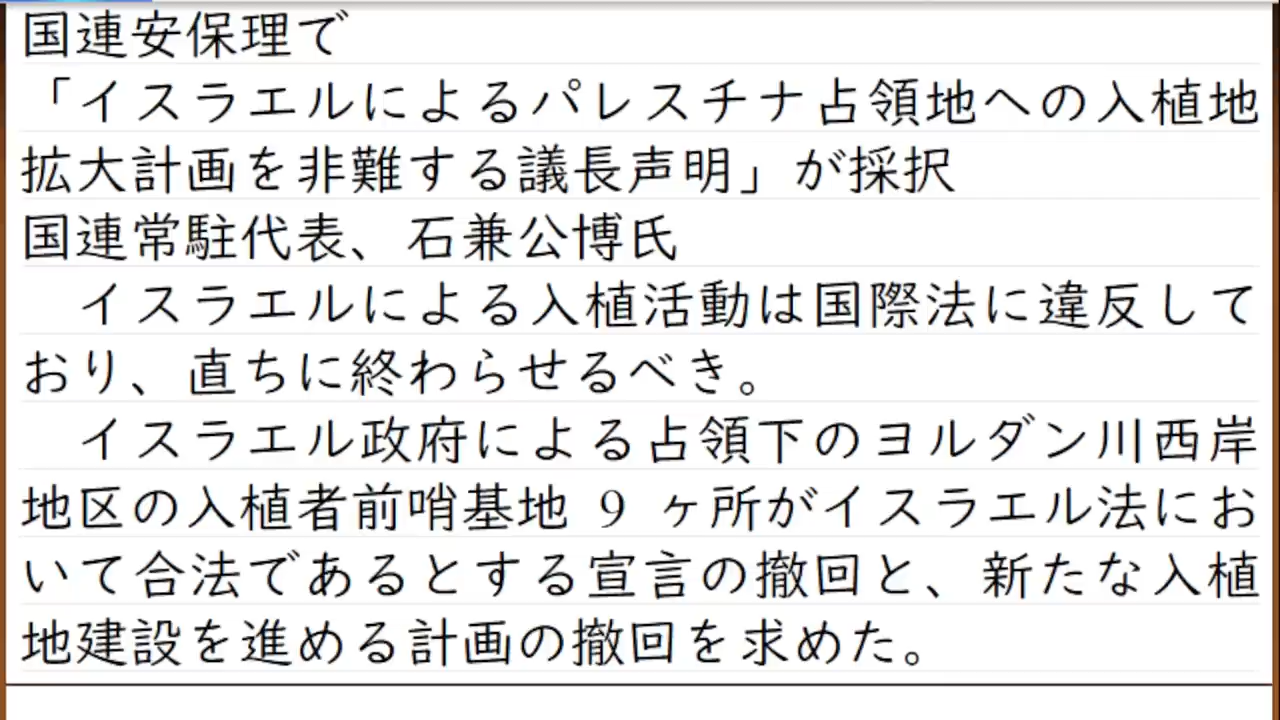 国連安保理で
「イスラエルによるパレスチナ占領地への入植地
拡大計画を非難する議長声明」が採択
国連常駐代表、石兼公博氏
　イスラエルによる入植活動は国際法に違反して
おり、直ちに終わらせるべき。
　イスラエル政府による占領下のヨルダン川西岸
地区の入植者前哨基地 9 ヶ所がイスラエル法にお
いて合法であるとする宣言の撤回と、新たな入植
地建設を進める計画の撤回を求めた。